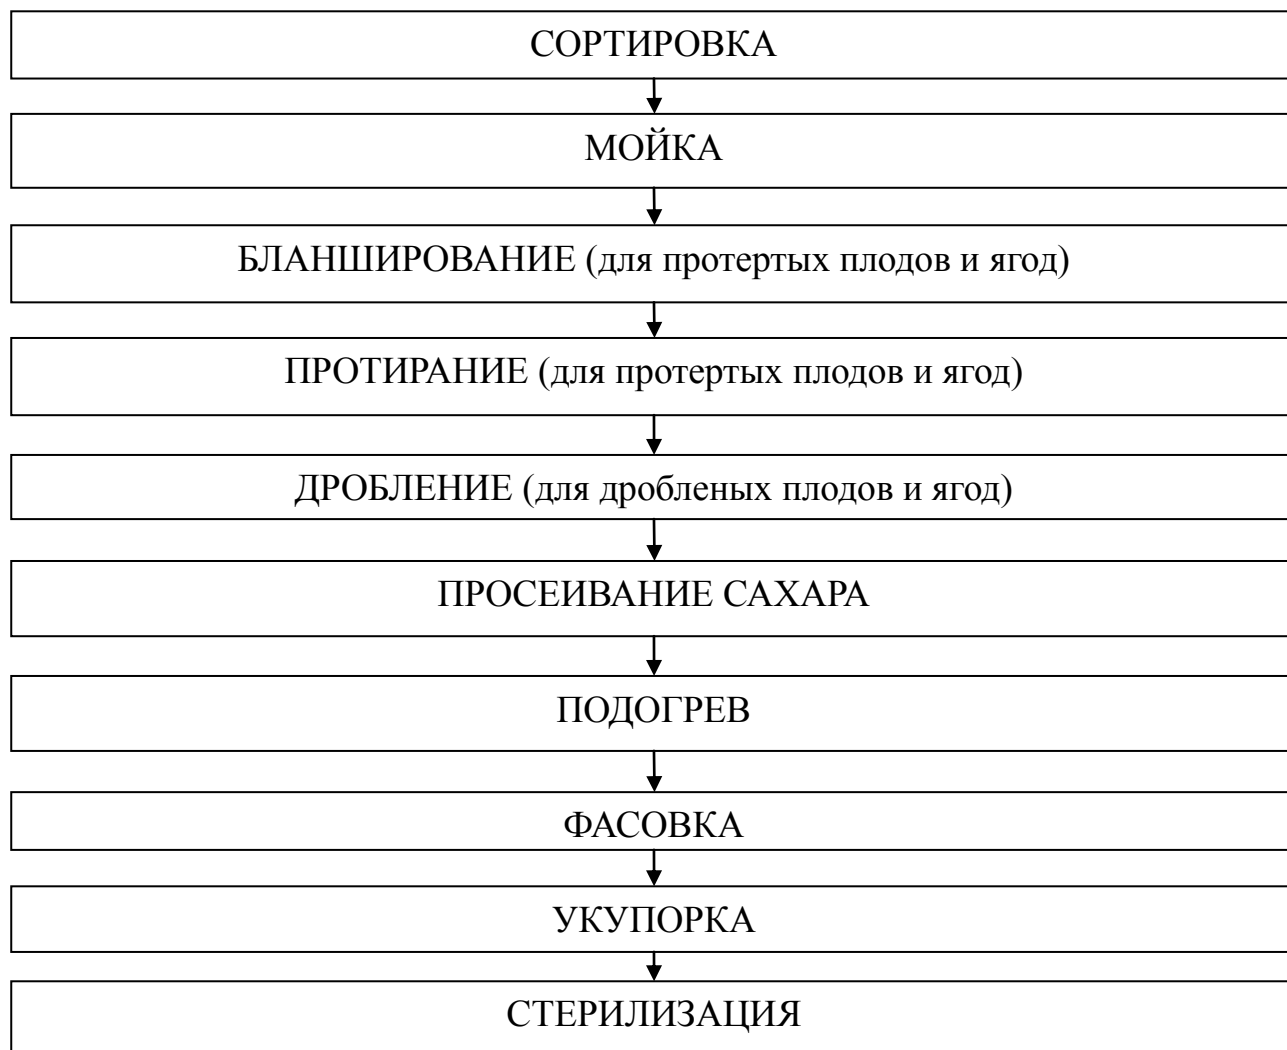 СОРТИРОВКА
МОЙКА
БЛАНШИРОВАНИЕ (для протертых плодов и ягод)
ПРОТИРАНИЕ (для протертых плодов и ягод)
ДРОБЛЕНИЕ (для дробленых плодов и ягод)
ПРОСЕИВАНИЕ САХАРА
ПОДОГРЕВ
ФАСОВКА
УКУПОРКА
СТЕРИЛИЗАЦИЯ